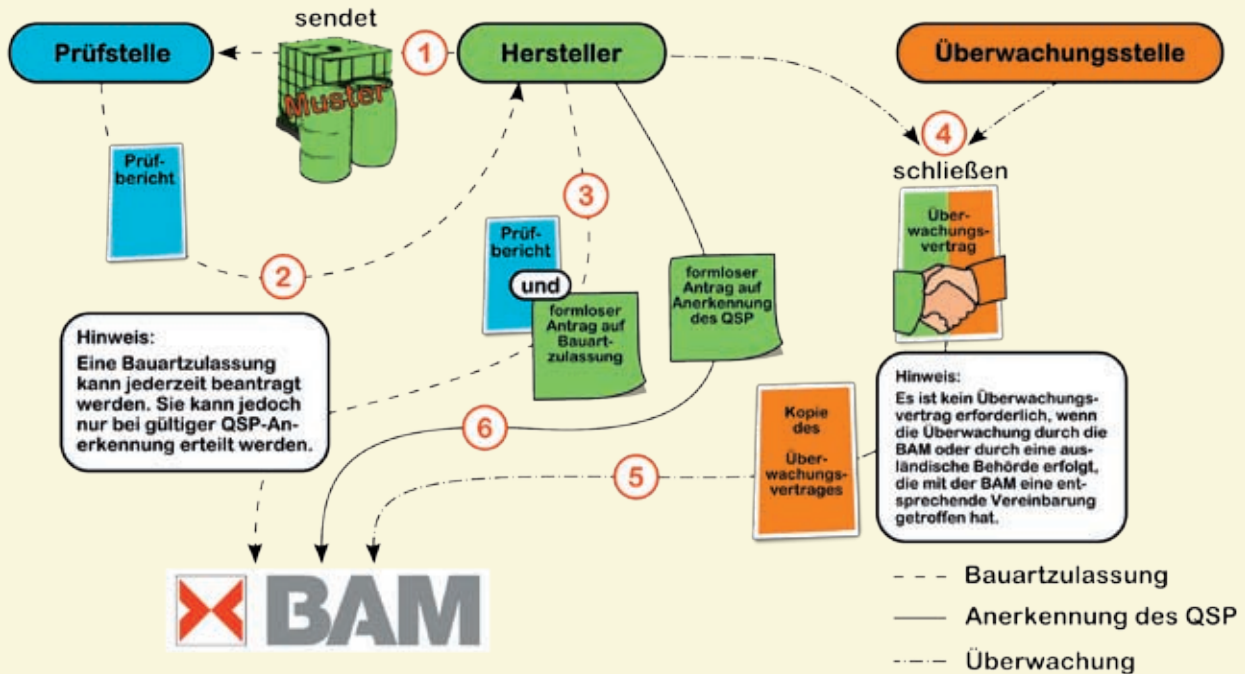 sendet
Prüfstelle
1
Hersteller
Überwachungsstelle
Muster
4
schließen
Prüf-
bericht
3
Über-
wachungs-
vertrag
Prüf-
bericht
2
und
formloser
Antrag auf
Bauart-
zulassung
formloser
Antrag auf
Anerkennung
des QSP
Hinweis:
Eine Bauartzulassung
kann jederzeit beantragt
werden. Sie kann jedoch
nur bei gültiger QSP-An-
erkennung erteilt werden.
Hinweis:
Es ist kein Überwachungs-
vertrag erforderlich, wenn
die Überwachung durch die
BAM oder durch eine aus-
ländische Behörde erfolgt,
die mit der BAM eine ent-
sprechende Vereinbarung
getroffen hat.
Kopie
des
Über-
wachungs-
vertrages
6
5
BAM
Bauartzulassung
Anerkennung des QSP
Überwachung